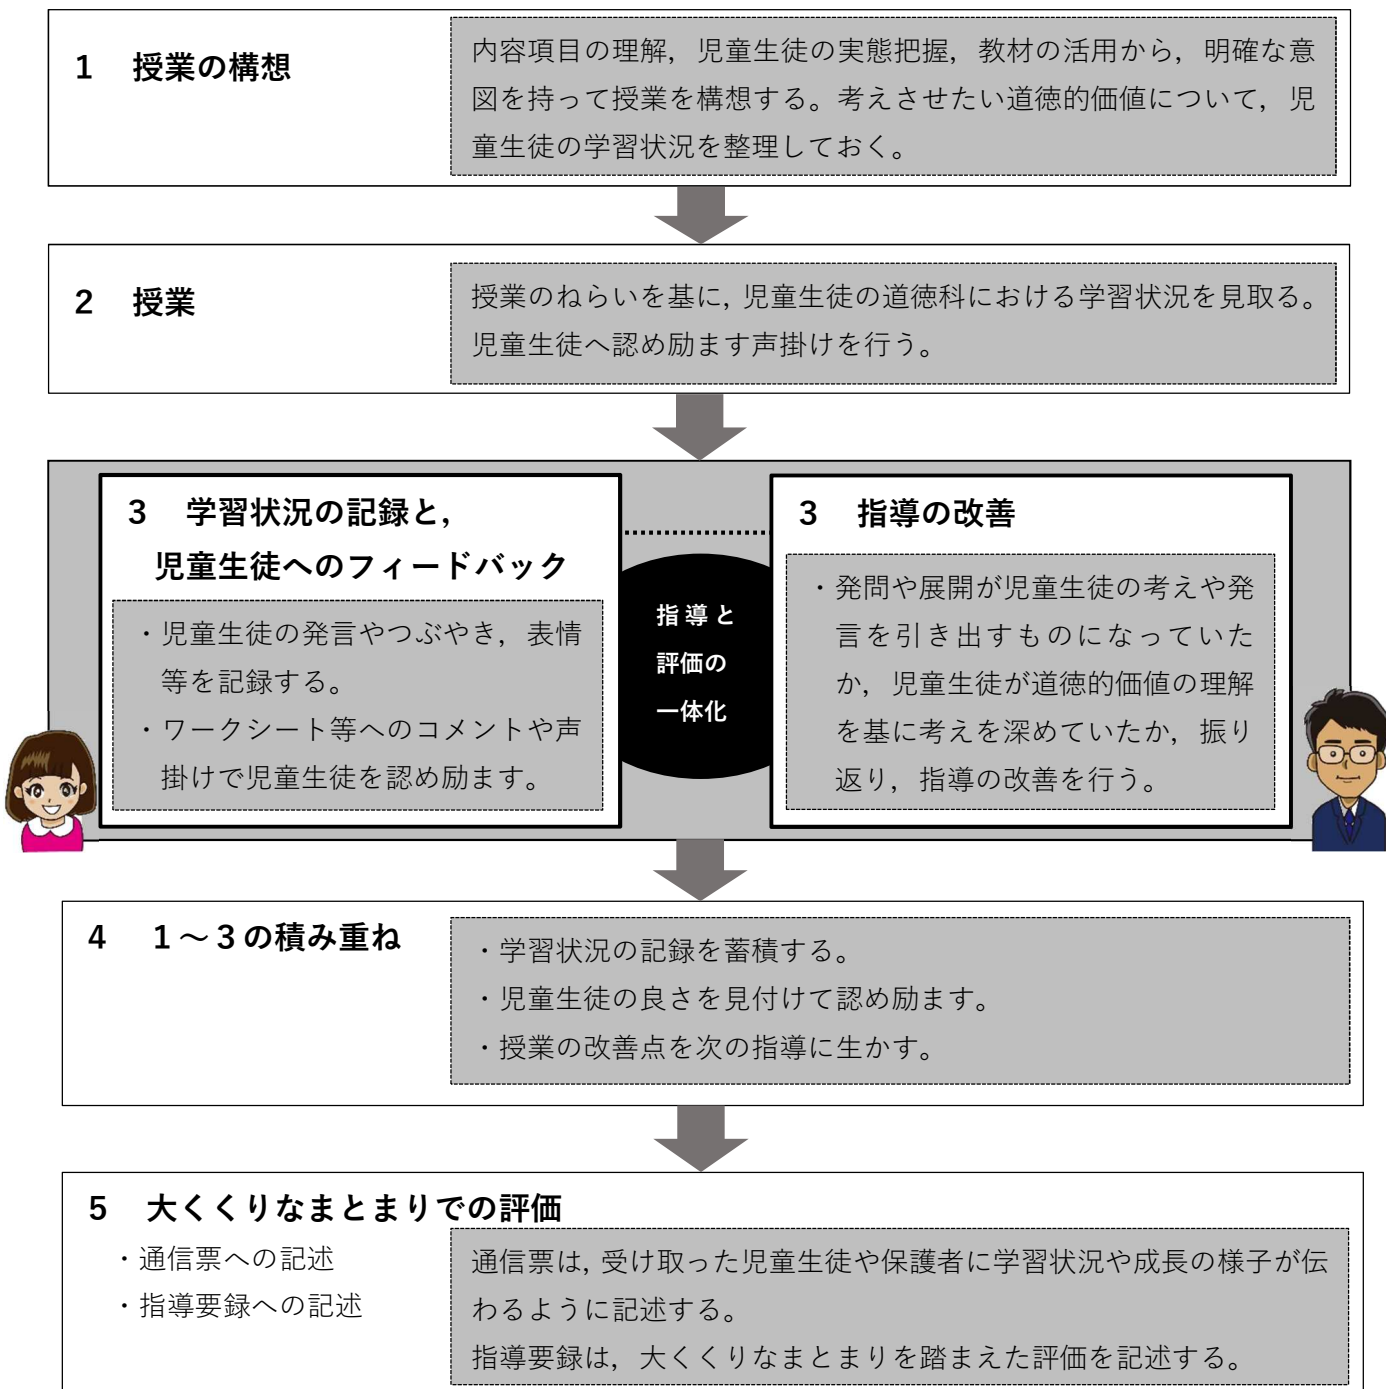 1 授業の構想
内容項目の理解，児童生徒の実態把握，教材の活用から，明確な意
図を持って授業を構想する。考えさせたい道徳的価値について，児
童生徒の学習状況を整理しておく。
2 授業
授業のねらいを基に，児童生徒の道徳科における学習状況を見取る。
児童生徒へ認め励ます声掛けを行う。
3 学習状況の記録と，
児童生徒へのフィードバック
・児童生徒の発言やつぶやき，表情
等を記録する。
・ワークシート等へのコメントや声
掛けで児童生徒を認め励ます。
指導と
評価の
一体化
3 指導の改善
・発問や展開が児童生徒の考えや発
言を引き出すものになっていた
か，児童生徒が道徳的価値の理解
を基に考えを深めていたか，振り
返り，指導の改善を行う。
4 1～3の積み重ね
・学習状況の記録を蓄積する。
・児童生徒の良さを見付けて認め励ます。
・授業の改善点を次の指導に生かす。
5 大くくりなまとまりでの評価
・通信票への記述
・指導要録への記述
通信票は，受け取った児童生徒や保護者に学習状況や成長の様子が伝
わるように記述する。
指導要録は，大くくりなまとまりを踏まえた評価を記述する。